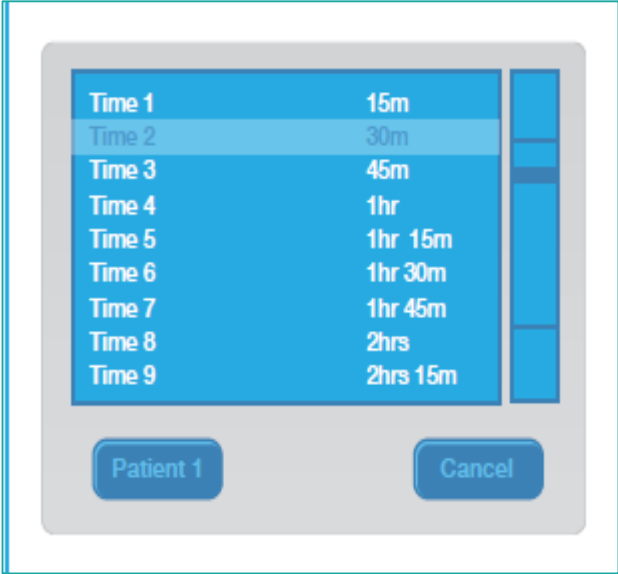 Time 1 15m
Time 2 30m
Time 3 45m
Time 4 1hr
Time 5 1hr 15m
Time 6 1hr 30m
Time 7 1hr 45m
Time 8 2hrs
Time 9 2hrs 15m
Patient 1 Cancel